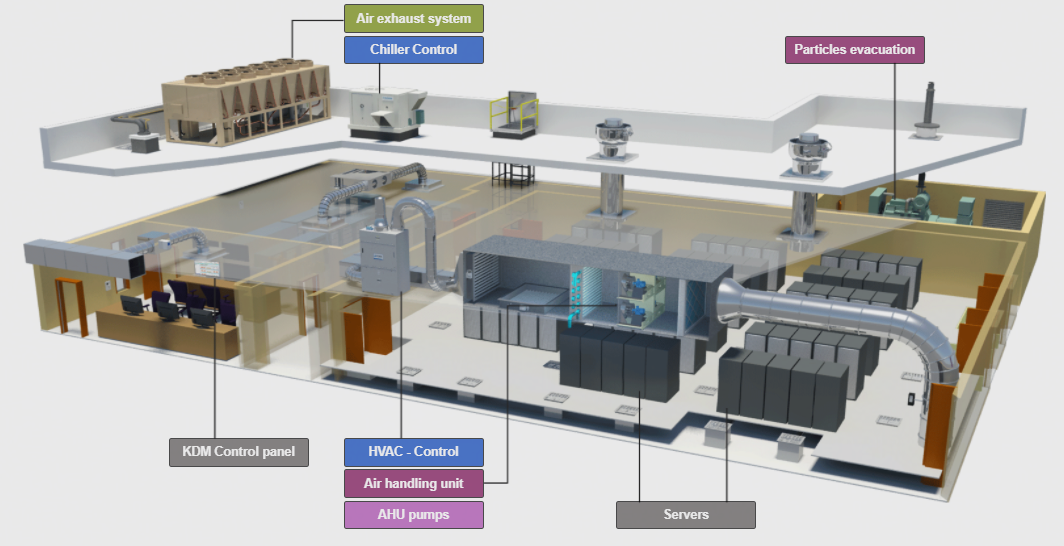 Air exhaust system
Chiller Control
Particles evacuation
KDM Control panel
HVAC - Control
Air handling unit
AHU pumps
Servers